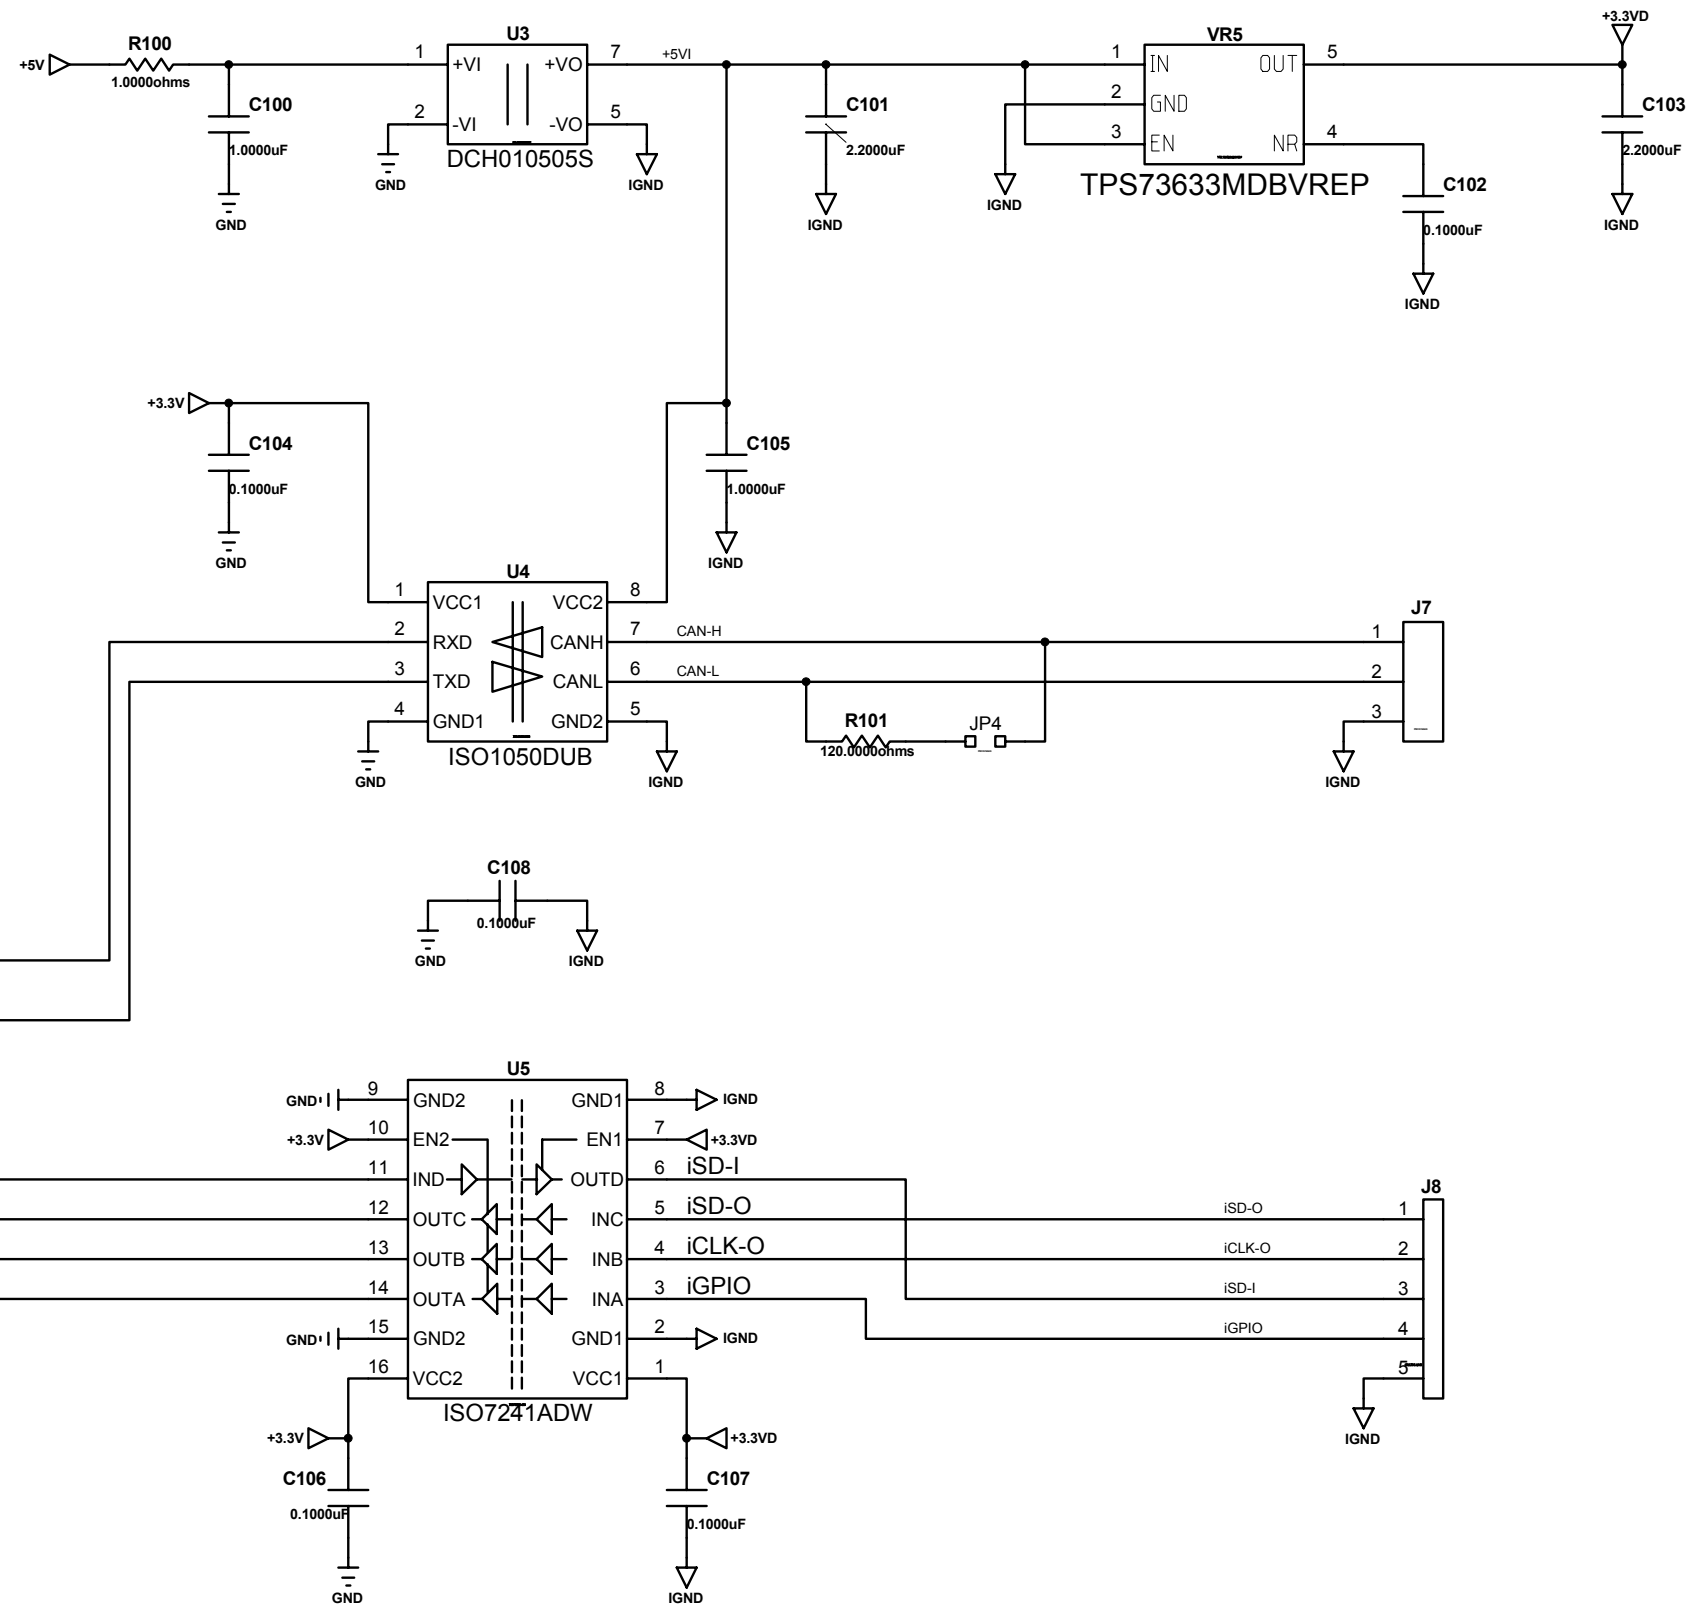 +5V
R100
1.0000ohms
C100
1.0000uF
GND
U3
1
+VI
2
-VI
+VO
7
-VO
5
DCH010505S
GND
IGND
+5VI
C101
2.2000uF
IGND
VR5
1
IN
2
GND
3
EN
OUT
5
NR
4
TPS73633MDBVREP
IGND
C102
0.1000uF
IGND
+3.3VD
C103
2.2000uF
IGND
+3.3V
C104
0.1000uF
GND
C105
1.0000uF
IGND
U4
1
VCC1
2
RXD
3
TXD
4
GND1
VCC2
8
CANH
7
CANL
6
GND2
5
ISO1050DUB
GND
IGND
CAN-H
CAN-L
R101
120.0000ohms
JP4
J7
1
2
3
IGND
C108
0.1000uF
GND
IGND
U5
GND
9
GND2
+3.3V
10
EN2
11
IND
12
OUTC
13
OUTB
14
OUTA
GND
15
GND2
16
VCC2
GND1
8
IGND
EN1
7
+3.3VD
OUTD
6
iSD-I
INC
5
iSD-O
INB
4
iCLK-O
INA
3
iGPIO
GND1
2
IGND
VCC1
1
ISO7241ADW
+3.3V
C106
0.1000uF
GND
+3.3VD
C107
0.1000uF
IGND
J8
iSD-O
1
iCLK-O
2
iSD-I
3
iGPIO
4
5
IGND